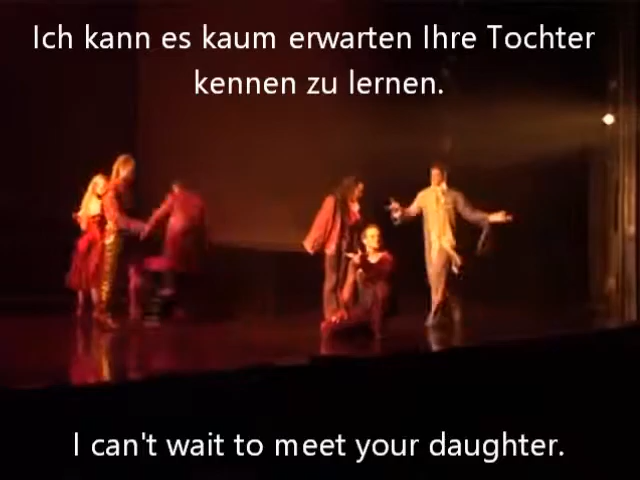 Ich kann es kaum erwarten Ihre Tochter
kennen zu lernen.
I can't wait to meet your daughter.